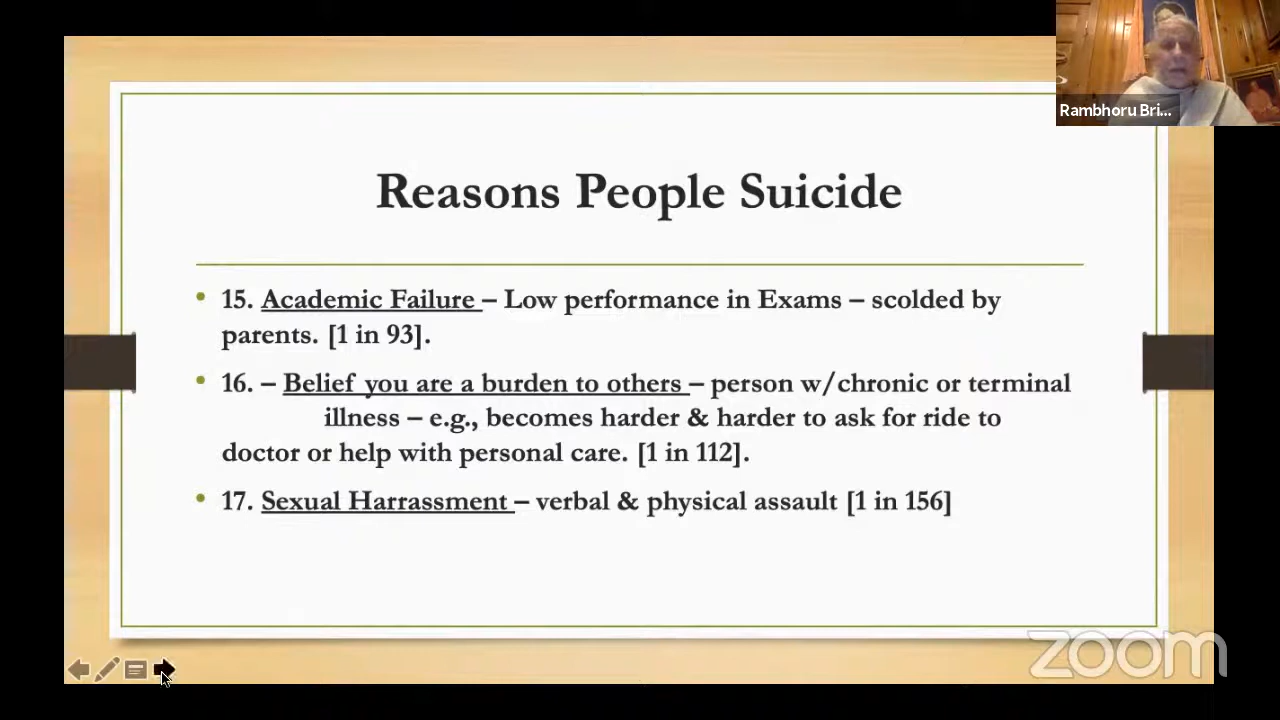 Rambhoru Bri...
Reasons People Suicide
• 15. Academic Failure – Low performance in Exams – scolded by
parents. [1 in 93].
• 16. – Belief you are a burden to others – person w/chronic or terminal
illness – e.g., becomes harder & harder to ask for ride to
doctor or help with personal care. [1 in 112].
• 17. Sexual Harrassment – verbal & physical assault [1 in 156]
zoom